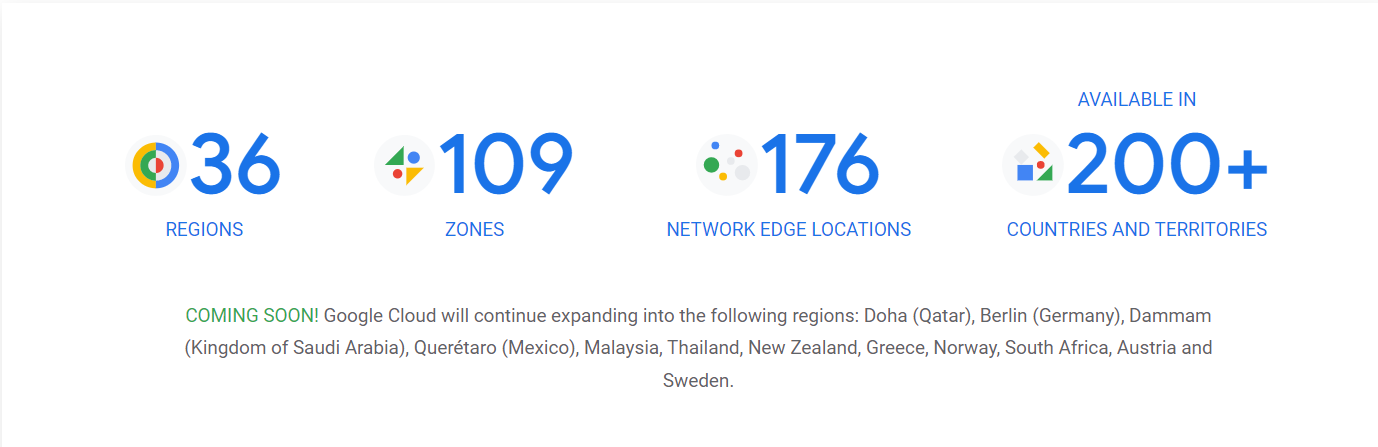 AVAILABLE IN
36
109
176
200+
REGIONS
ZONES
NETWORK EDGE LOCATIONS
COUNTRIES AND TERRITORIES
COMING SOON! Google Cloud will continue expanding into the following regions: Doha (Qatar), Berlin (Germany), Dammam
(Kingdom of Saudi Arabia), Querétaro (Mexico), Malaysia, Thailand, New Zealand, Greece, Norway, South Africa, Austria and
Sweden.